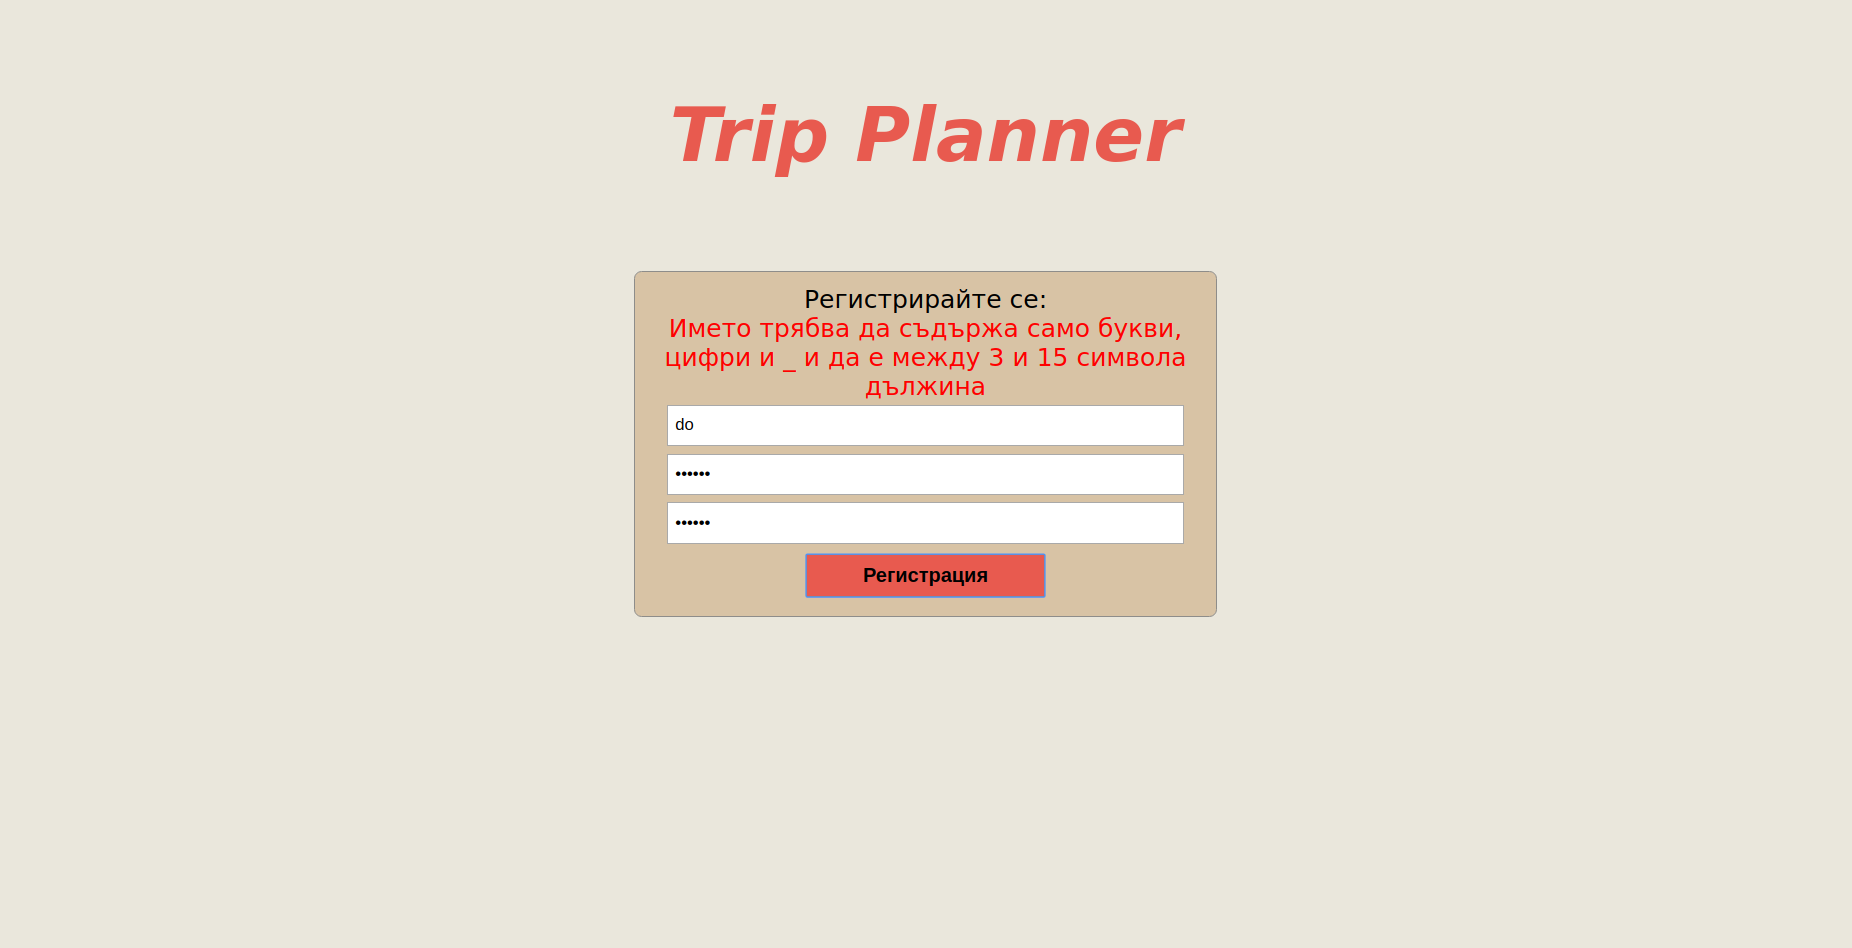 Trip Planner
Регистрирайте се:
Името трябва да съдържа само букви,
цифри и _ и да е между 3 и 15 символа
дължина
do
••••••
••••••
Регистрация